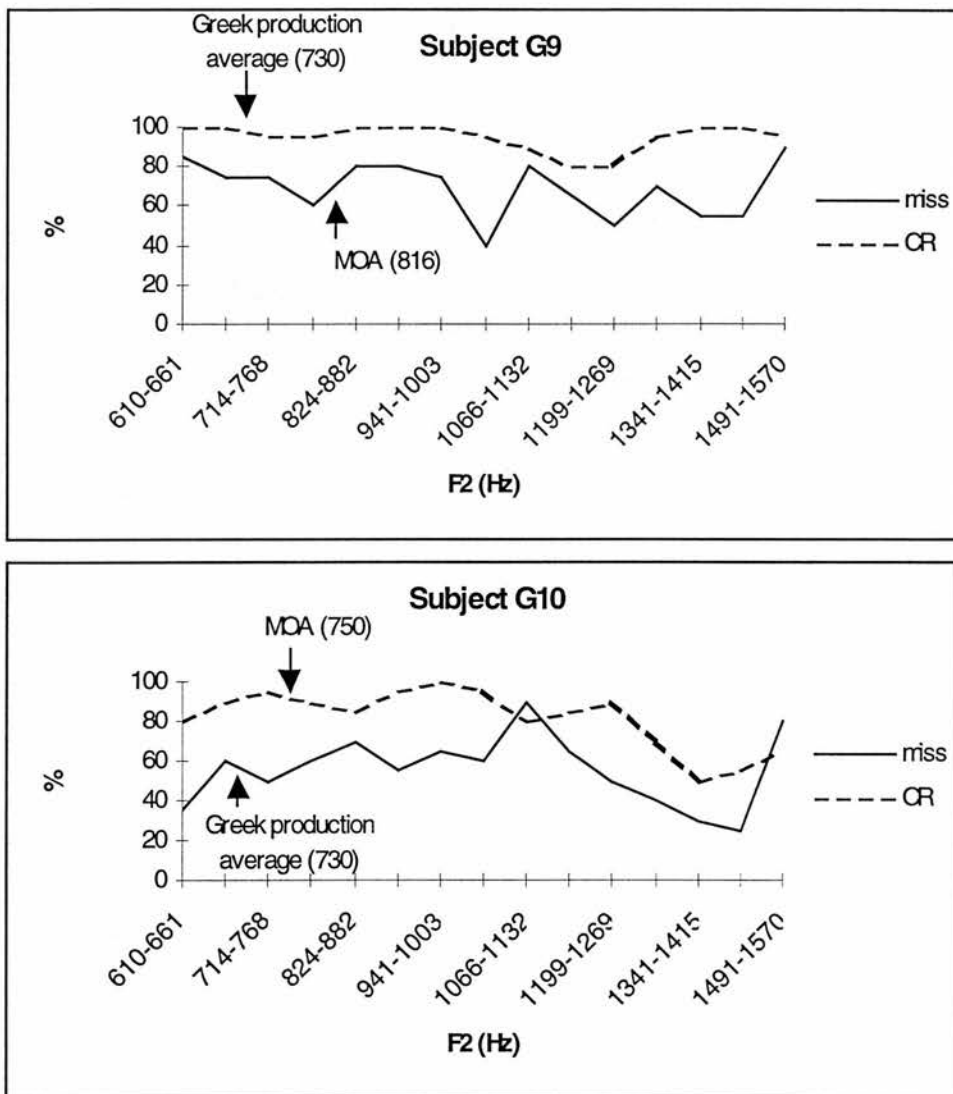 Greek production
average (730)
Subject G9
100
80
60
40
20
0
%
MOA (816)
miss
CR
610-661
714-768
824-882
941-1003
1066-1132
1199-1269
1341-1415
1491-1570
F2 (Hz)
Subject G10
MOA (750)
100
80
60
40
20
0
%
Greek production
average (730)
miss
CR
610-661
714-768
824-882
941-1003
1066-1132
1199-1269
1341-1415
1491-1570
F2 (Hz)